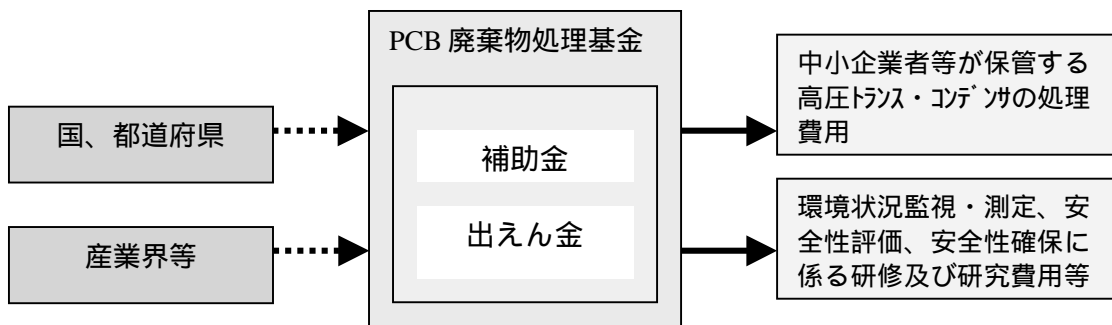 国、都道府県
産業界等
PCB 廃棄物処理基金
補助金
出えん金
中小企業者等が保管する
高圧ﾄﾗﾝｽ・ｺﾝﾃﾞﾝｻの処理
費用
環境状況監視・測定、安
全性評価、安全性確保に
係る研修及び研究費用等